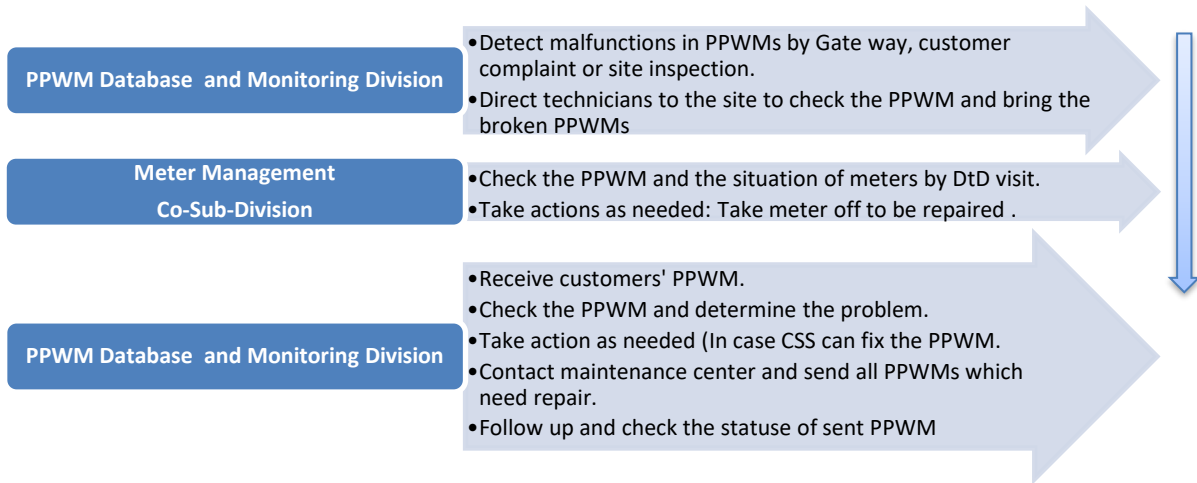 PPWM Database and Monitoring Division
•Detect malfunctions in PPWMs by Gate way, customer
complaint or site inspection.
•Direct technicians to the site to check the PPWM and bring the
broken PPWMs
Meter Management
Co-Sub-Division
•Check the PPWM and the situation of meters by DtD visit.
•Take actions as needed: Take meter off to be repaired .
PPWM Database and Monitoring Division
•Receive customers' PPWM.
•Check the PPWM and determine the problem.
•Take action as needed (In case CSS can fix the PPWM.
•Contact maintenance center and send all PPWMs which
need repair.
•Follow up and check the statuse of sent PPWM